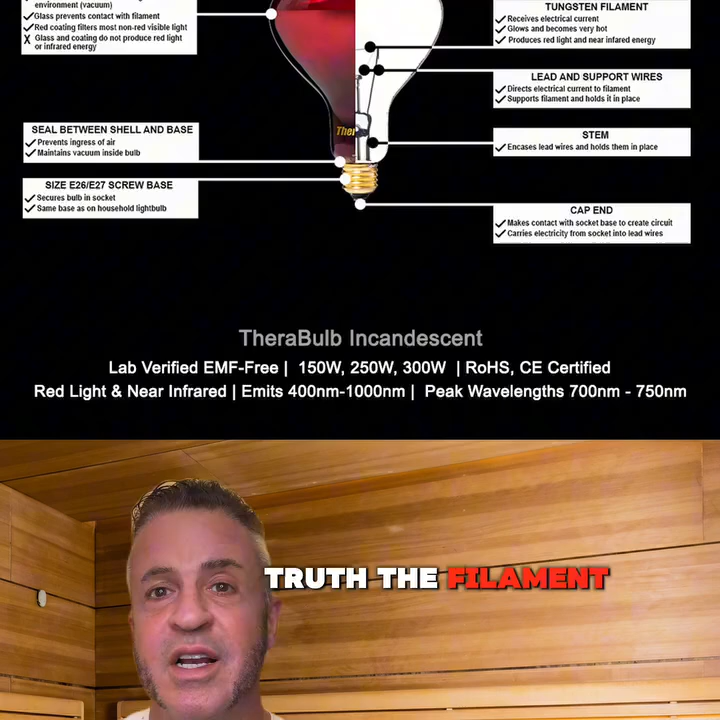 environment (vacuum)
✓Glass prevents contact with filament
✓Red coating filters most non-red visible light
X Glass and coating do not produce red light
or infrared energy
TUNGSTEN FILAMENT
✓Receives electrical current
✓Glows and becomes very hot
✓Produces red light and near infared energy
LEAD AND SUPPORT WIRES
✓Directs electrical current to filament
✓Supports filament and holds it in place
SEAL BETWEEN SHELL AND BASE
✓Prevents ingress of air
✓Maintains vacuum inside bulb
Ther
STEM
✓Encases lead wires and holds them in place
SIZE E26/E27 SCREW BASE
✓Secures bulb in socket
✓Same base as on household lightbulb
CAP END
✓Makes contact with socket base to create circuit
✓Carries electricity from socket into lead wires
TheraBulb Incandescent
Lab Verified EMF-Free | 150W, 250W, 300W | RoHS, CE Certified
Red Light & Near Infrared | Emits 400nm-1000nm | Peak Wavelengths 700nm - 750nm
TRUTH THE FILAMENT